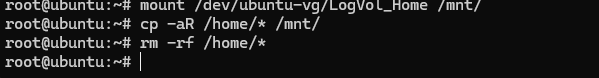 root@ubuntu:~# mount /dev/ubuntu-vg/LogVol_Home /mnt/
root@ubuntu:~# cp -aR /home/* /mnt/
root@ubuntu:~# rm -rf /home/*
root@ubuntu:~#